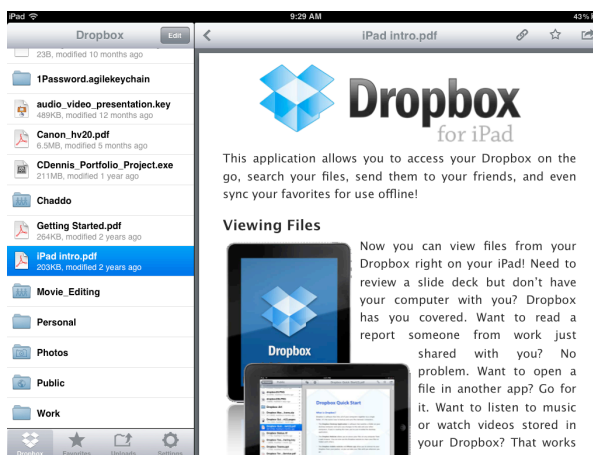 iPad
9:29 AM
43%
Dropbox
Edit
iPad intro.pdf
23B, modified 10 months ago
1Password.agilekeychain
audio_video_presentation.key
489KB, modified 12 months ago
Canon_hv20.pdf
6.5MB, modified 5 months ago
CDennis_Portfolio_Project.exe
211MB, modified 1 year ago
Chaddo
Getting Started.pdf
264KB, modified 2 years ago
iPad intro.pdf
203KB, modified 2 years ago
Movie_Editing
Personal
Photos
Public
Work
Dropbox
Favorites
Uploads
Settings
Dropbox
for iPad
This application allows you to access your Dropbox on the
go, search your files, send them to your friends, and even
sync your favorites for use offline!
Viewing Files
Now you can view files from your
Dropbox right on your iPad! Need to
review a slide deck but don't have
your computer with you? Dropbox
has you covered. Want to read a
report someone from work just
shared with you? No
problem. Want to open a
file in another app? Go for
it. Want to listen to music
or watch videos stored in
your Dropbox? That works
Dropbox
Dropbox Quick Start